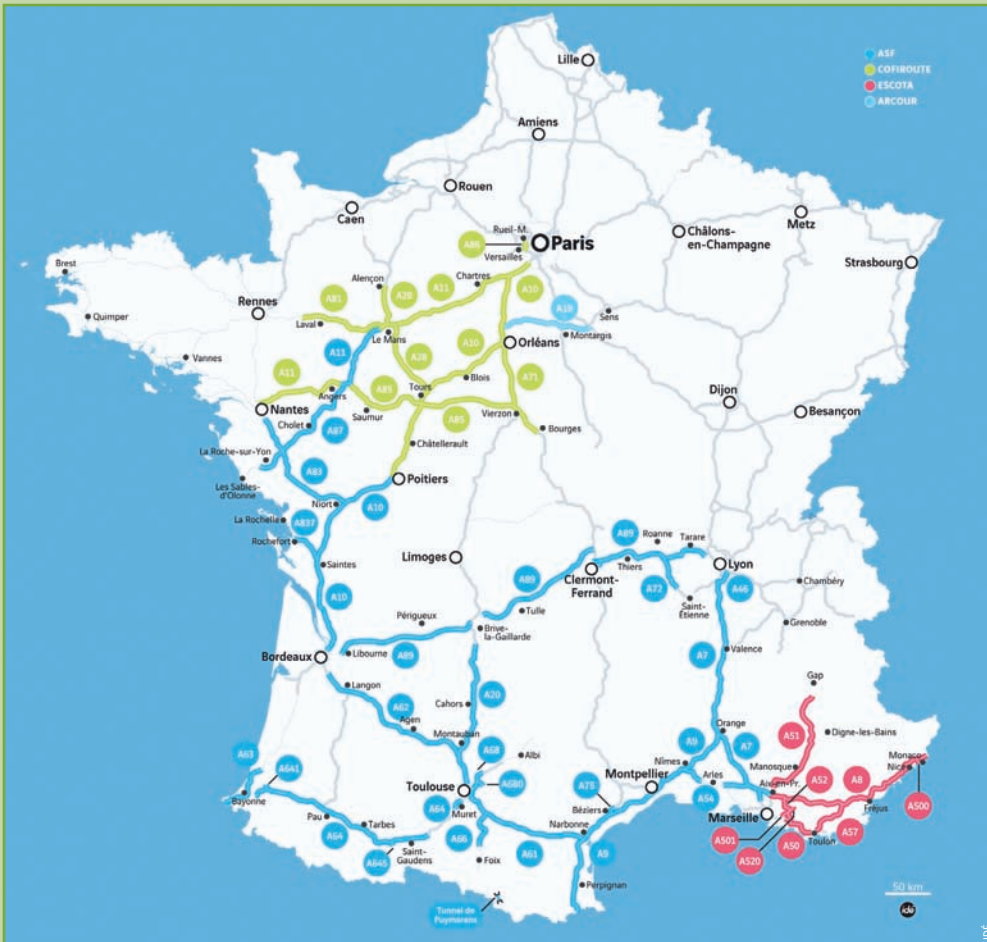 ASF
COFIROUTE
ESCOTA
ARCOUR
Lille
Amiens
Rouen
Caen
Rueil-M.
A86
Paris
Versailles
Châlons-
en-Champagne
Metz
Strasbourg
Brest
Quimper
Rennes
Vannes
Alençon
A81
A28
A11
Chartres
A10
A19
Sens
Laval
Le Mans
Montargis
Orléans
A11
A28
A10
A11
Tours
Blois
A71
Angers
A85
Nantes
Saumur
A85
Vierzon
Dijon
Besançon
Cholet
A87
Bourges
La Roche-sur-Yon
Châtellerault
A83
Les Sables-
d'Olonne
Poitiers
Niort
A10
La Rochelle
A837
Rochefort
Saintes
Limoges
A89
Roanne
Tarare
Lyon
Clermont-
Ferrand
Thiers
A72
A46
Chambéry
A10
A89
Tulle
Saint-
Étienne
Périgueux
Brive-
la-Gaillarde
Grenoble
Bordeaux
Libourne
A89
A7
Valence
Langon
Gap
A62
Cahors
A20
Agen
Orange
A51
Digne-les-Bains
Montauban
A9
A7
A63
A68
Albi
Nîmes
Manosque
Monaco
A641
Montpellier
Arles
A52
A8
Nice
Toulouse
A680
A75
Aix-en-Pr.
Bayonne
A64
Béziers
A54
Marseille
Fréjus
A500
Pau
Muret
A501
A50
A57
Tarbes
Narbonne
Toulon
A64
A66
A520
A645
Saint-
Gaudens
Foix
A61
A9
Perpignan
50 km
Tunnel de
Puymorens
idé
IDÉ